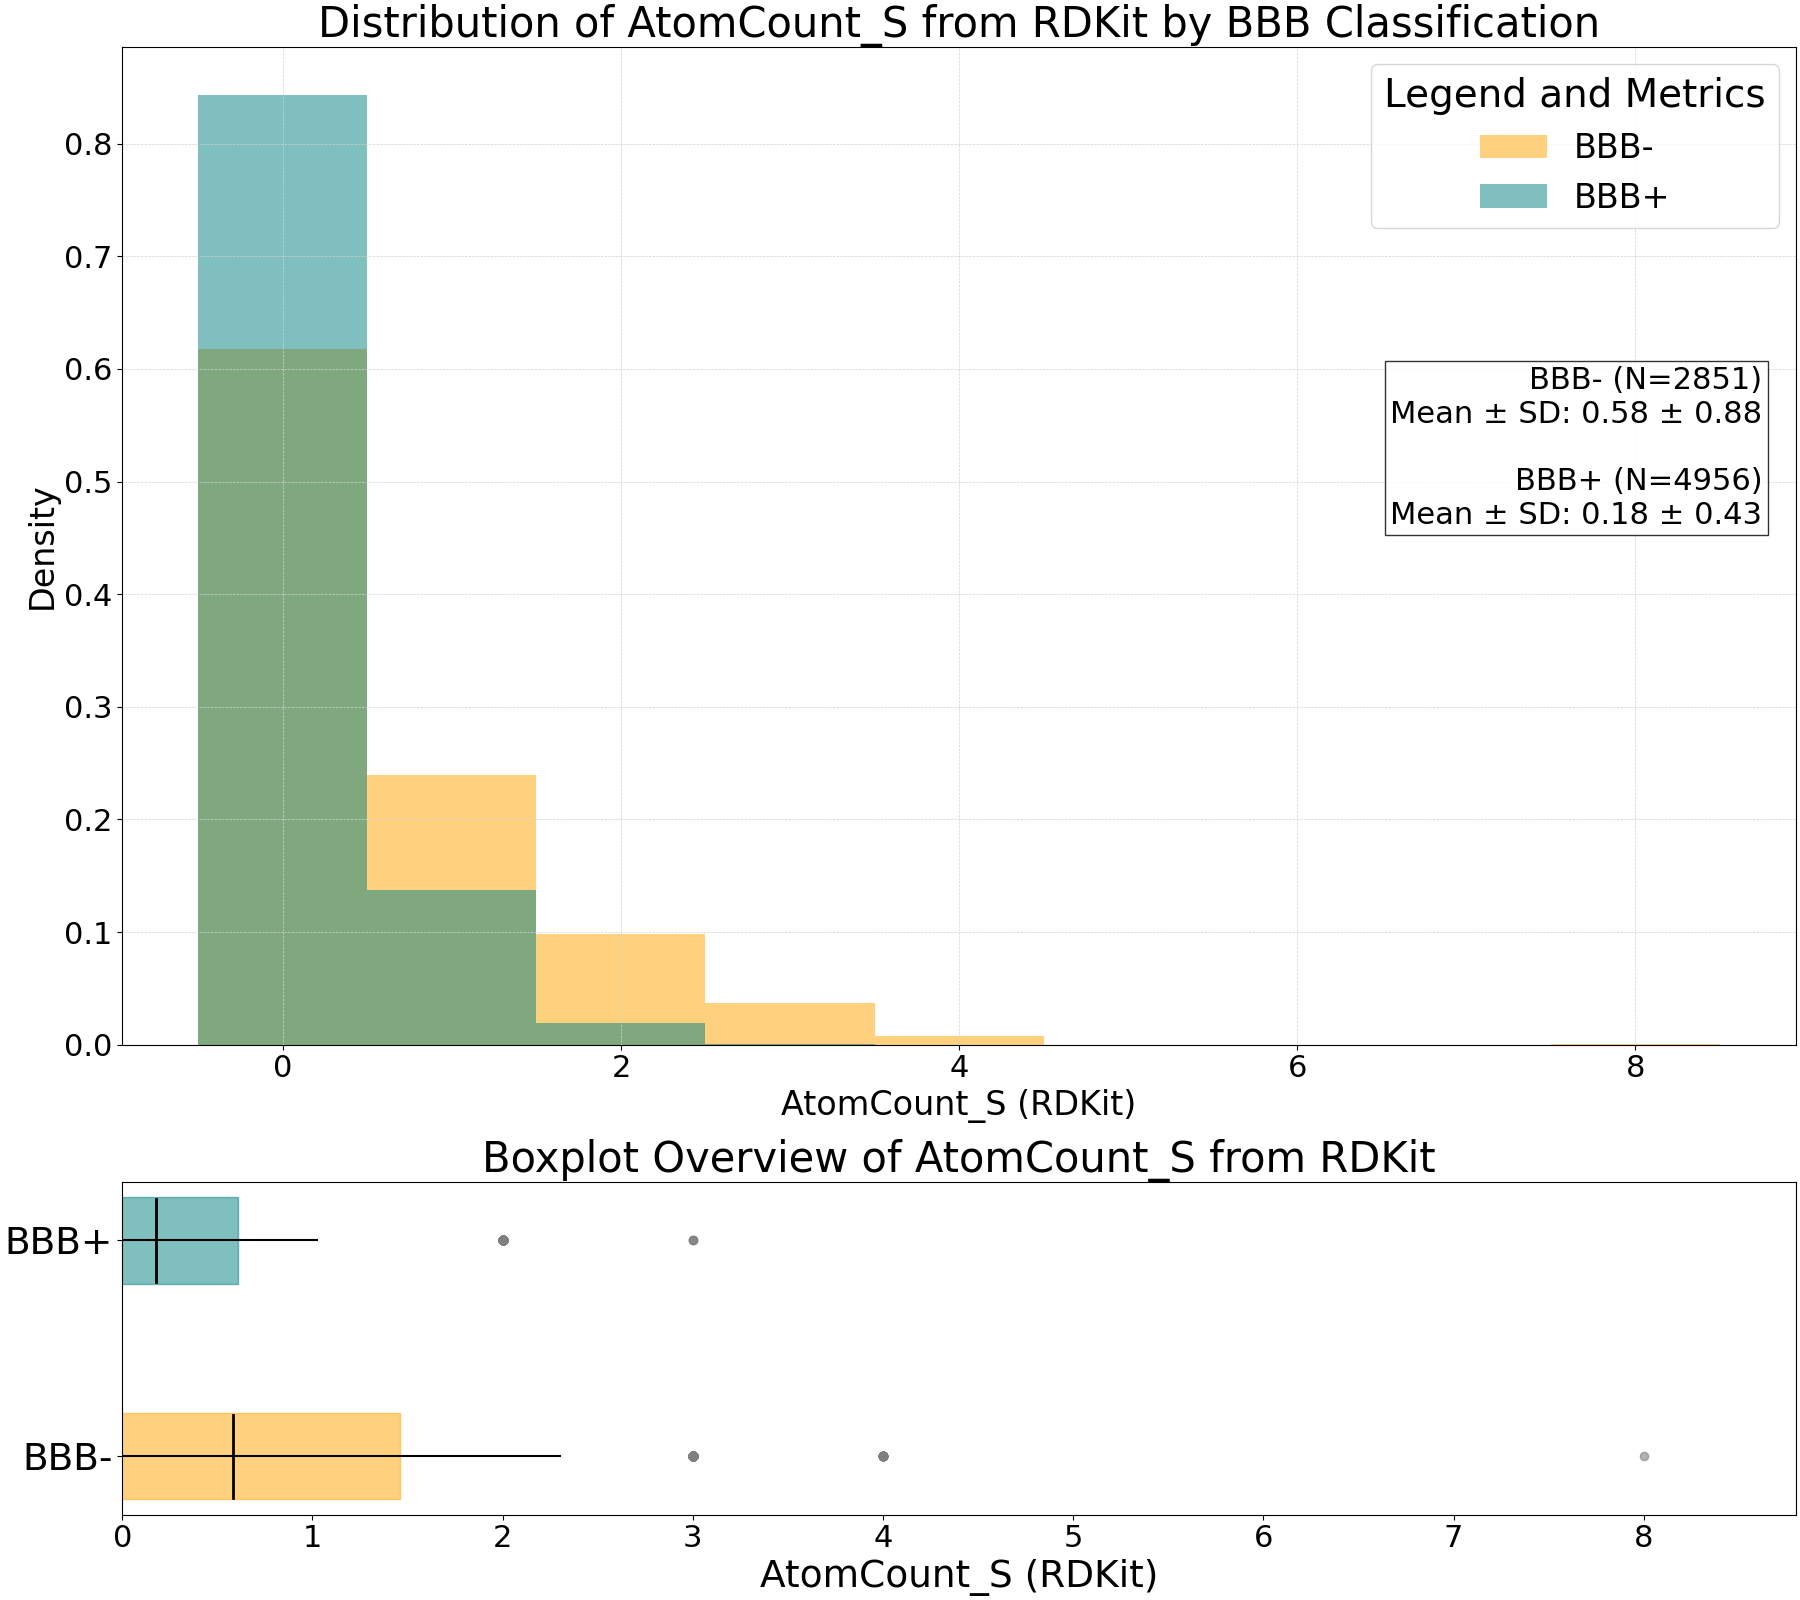 Distribution of AtomCount_S from RDKit by BBB Classification
Legend and Metrics
BBB-
BBB+
BBB- (N=2851)
Mean ± SD: 0.58 ± 0.88
BBB+ (N=4956)
Mean ± SD: 0.18 ± 0.43
Density
0.8
0.7
0.6
0.5
0.4
0.3
0.2
0.1
0.0
0 2 4 6 8
AtomCount_S (RDKit)
Boxplot Overview of AtomCount_S from RDKit
BBB+
BBB-
0 1 2 3 4 5 6 7 8
AtomCount_S (RDKit)